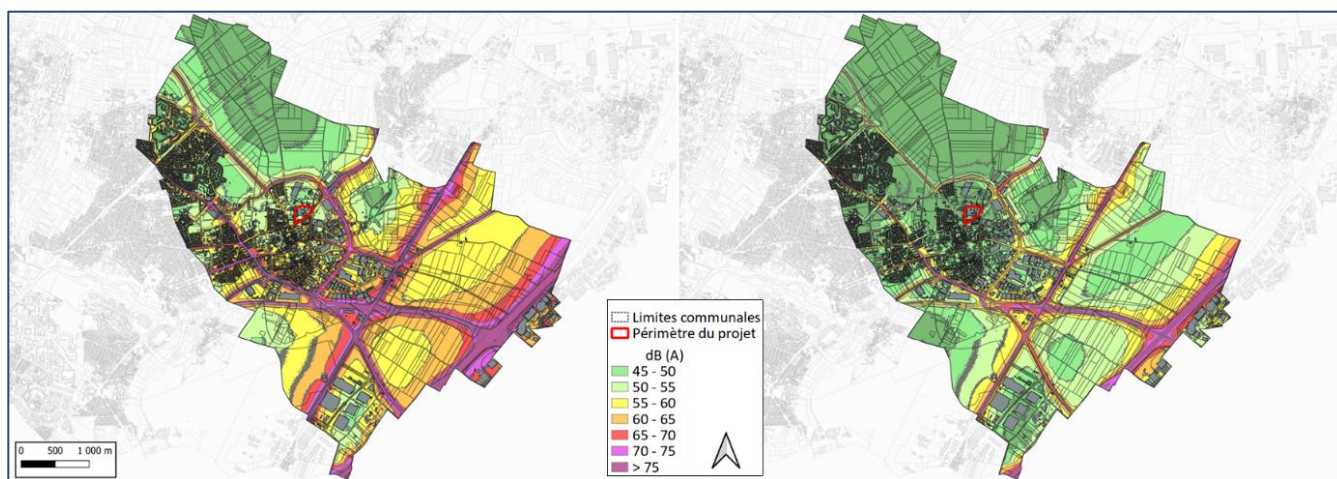 Limites communales
Périmètre du projet
dB (A)
45 - 50
50 - 55
55 - 60
60 - 65
65 - 70
70 - 75
> 75
0 500 1 000 m